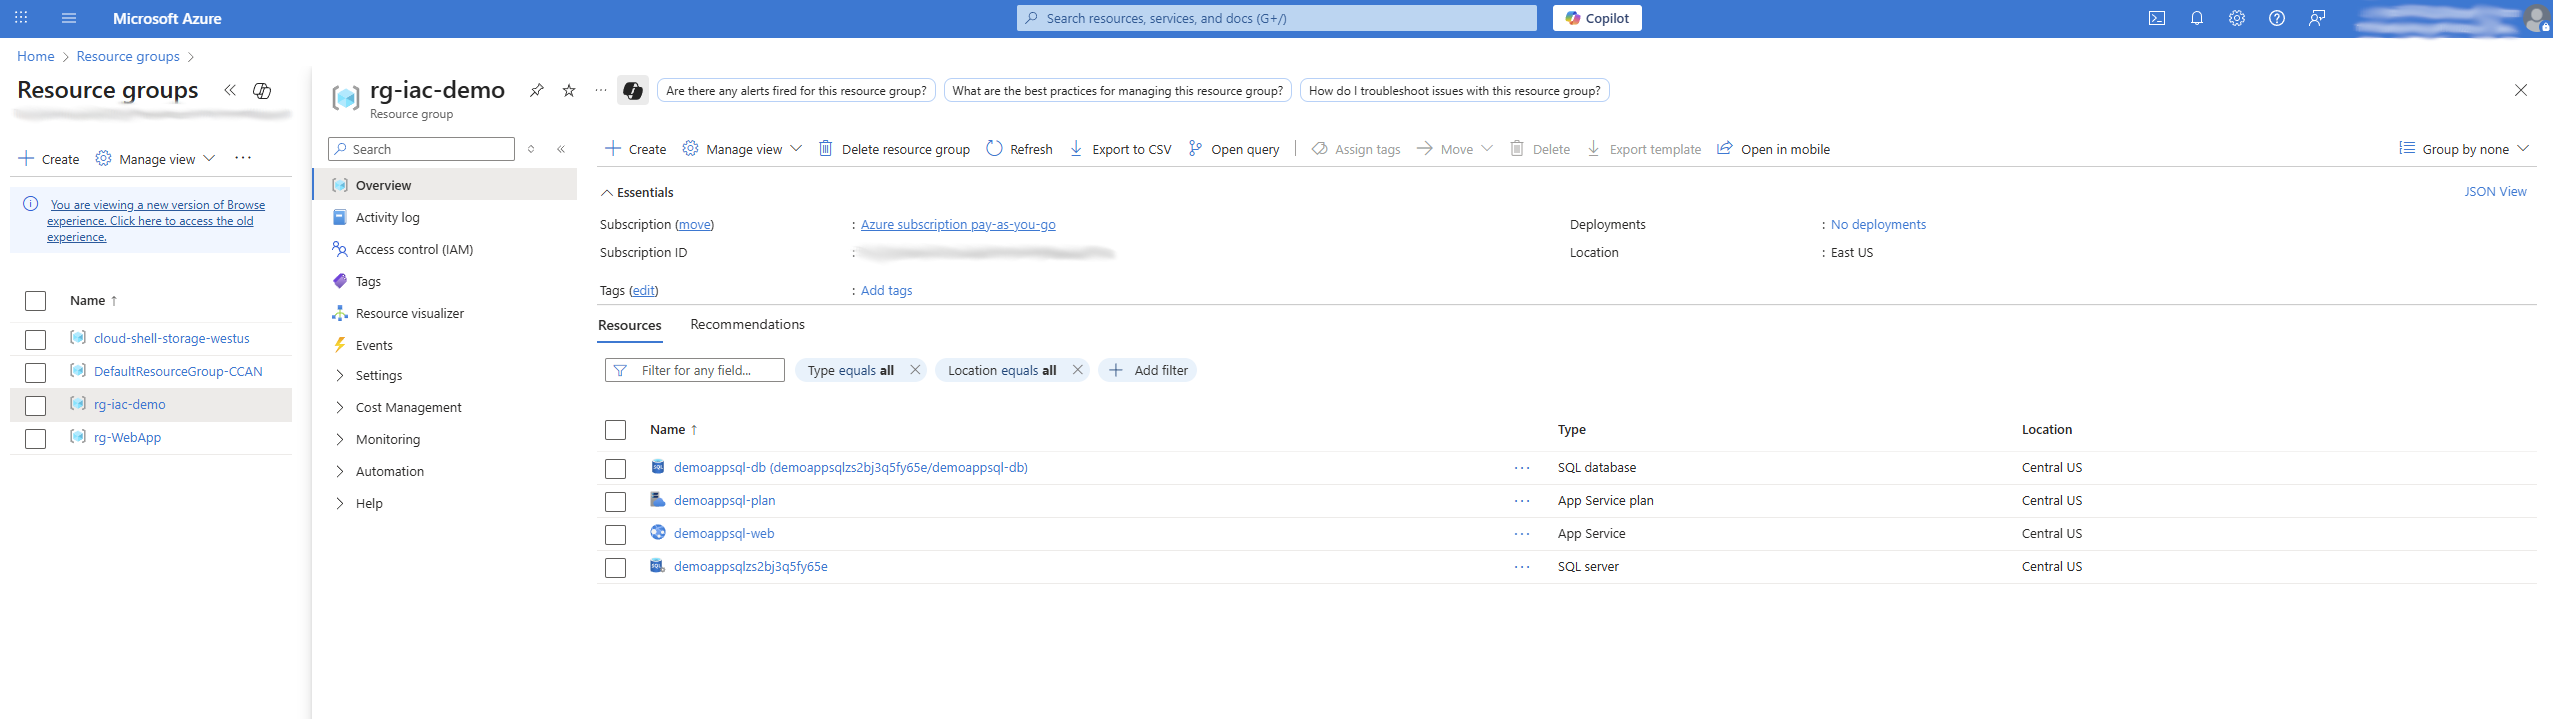 Microsoft Azure
Search resources, services, and docs (G+/)
Copilot
Home > Resource groups >
Resource groups
Create
Manage view
You are viewing a new version of Browse
experience. Click here to access the old
experience.
Name ↑
cloud-shell-storage-westus
DefaultResourceGroup-CCAN
rg-iac-demo
rg-WebApp
rg-iac-demo
Resource group
Are there any alerts fired for this resource group?
What are the best practices for managing this resource group?
How do I troubleshoot issues with this resource group?
Search
Overview
Activity log
Access control (IAM)
Tags
Resource visualizer
Events
Settings
Cost Management
Monitoring
Automation
Help
Create
Manage view
Delete resource group
Refresh
Export to CSV
Open query
Assign tags
Move
Delete
Export template
Open in mobile
Group by none
Essentials
JSON View
Subscription (move) : Azure subscription pay-as-you-go
Subscription ID :
Tags (edit) : Add tags
Deployments : No deployments
Location : East US
Resources
Recommendations
Filter for any field...
Type equals all
Location equals all
Add filter
Name ↑ Type Location
demoappsql-db (demoappsqlzs2bj3q5fy65e/demoappsql-db) ... SQL database Central US
demoappsql-plan ... App Service plan Central US
demoappsql-web ... App Service Central US
demoappsqlzs2bj3q5fy65e ... SQL server Central US